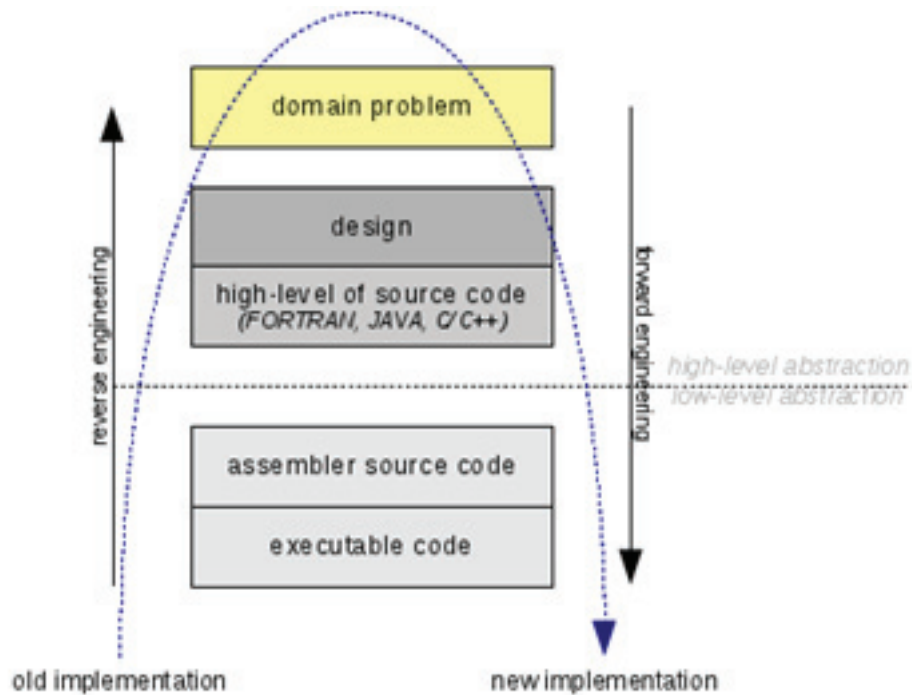 domain problem
design
high-level of source code
(FORTRAN, JAVA, C/C++)
reverse engineering
forward engineering
high-level abstraction
low-level abstraction
assembler source code
executable code
old implementation
new implementation